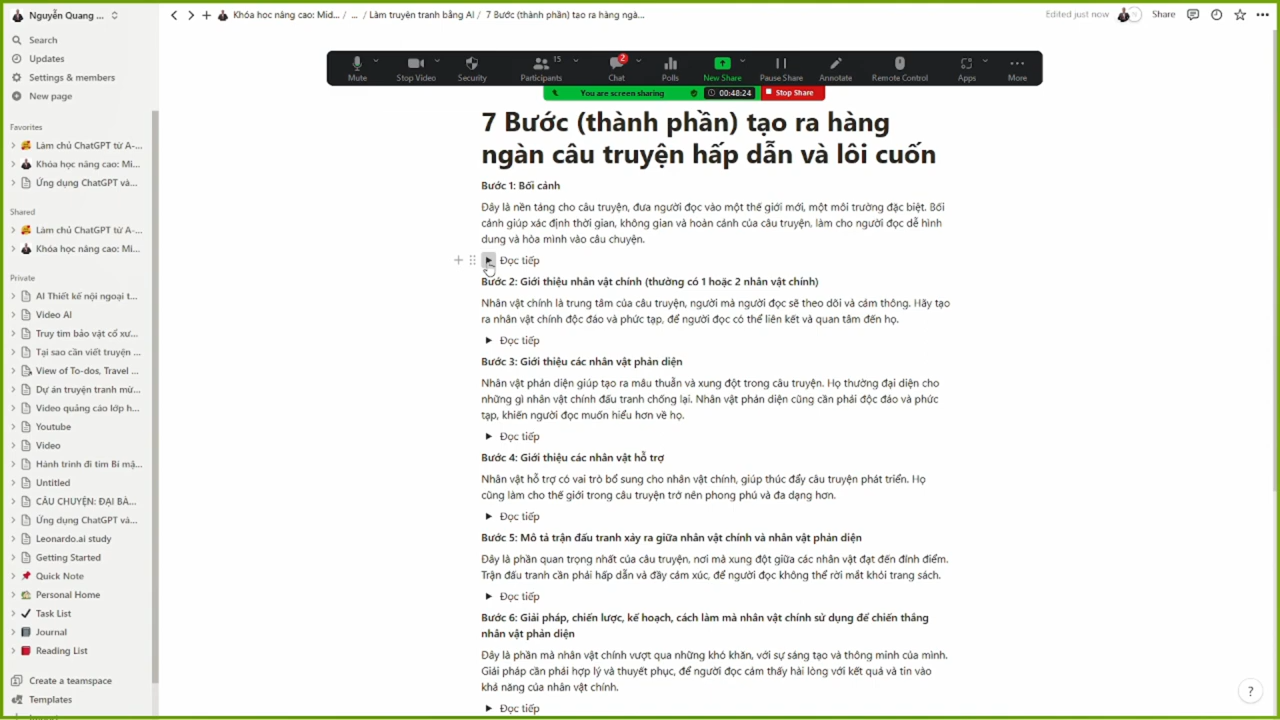 Nguyễn Quang ...
Search
Updates
Settings & members
New page
Favorites
Làm chủ ChatGPT từ A-...
Khóa học nâng cao: Mi...
Ứng dụng ChatGPT và...
Shared
Làm chủ ChatGPT từ A-...
Khóa học nâng cao: Mi...
Private
AI Thiết kế nội ngoại t...
Video AI
Truy tìm bảo vật cổ xư...
Tại sao cần viết truyện ...
View of To-dos, Travel ...
Dự án truyện tranh mừ...
Video quảng cáo lớp h...
Youtube
Video
Hành trình đi tìm Bí mậ...
Untitled
CÂU CHUYỆN: ĐẠI BÀ...
Ứng dụng ChatGPT và...
Leonardo.ai study
Getting Started
Quick Note
Personal Home
Task List
Journal
Reading List
Create a teamspace
Templates
Khóa học nâng cao: Mid... / ... / Làm truyện tranh bằng AI / 7 Bước (thành phần) tạo ra hàng ngà...
Edited just now
Share
Mute
Stop Video
Security
Participants 15
Chat 2
Polls
New Share
Pause Share
Annotate
Remote Control
Apps
More
You are screen sharing
00:48:24
Stop Share
7 Bước (thành phần) tạo ra hàng
ngàn câu truyện hấp dẫn và lôi cuốn
Bước 1: Bối cảnh
Đây là nền tảng cho câu truyện, đưa người đọc vào một thế giới mới, một môi trường đặc biệt. Bối
cảnh giúp xác định thời gian, không gian và hoàn cảnh của câu truyện, làm cho người đọc dễ hình
dung và hòa mình vào câu chuyện.
Đọc tiếp
Bước 2: Giới thiệu nhân vật chính (thường có 1 hoặc 2 nhân vật chính)
Nhân vật chính là trung tâm của câu truyện, người mà người đọc sẽ theo dõi và cảm thông. Hãy tạo
ra nhân vật chính độc đáo và phức tạp, để người đọc có thể liên kết và quan tâm đến họ.
Đọc tiếp
Bước 3: Giới thiệu các nhân vật phản diện
Nhân vật phản diện giúp tạo ra mâu thuẫn và xung đột trong câu truyện. Họ thường đại diện cho
những gì nhân vật chính đấu tranh chống lại. Nhân vật phản diện cũng cần phải độc đáo và phức
tạp, khiến người đọc muốn hiểu hơn về họ.
Đọc tiếp
Bước 4: Giới thiệu các nhân vật hỗ trợ
Nhân vật hỗ trợ có vai trò bổ sung cho nhân vật chính, giúp thúc đẩy câu truyện phát triển. Họ
cũng làm cho thế giới trong câu truyện trở nên phong phú và đa dạng hơn.
Đọc tiếp
Bước 5: Mô tả trận đấu tranh xảy ra giữa nhân vật chính và nhân vật phản diện
Đây là phần quan trọng nhất của câu truyện, nơi mà xung đột giữa các nhân vật đạt đến đỉnh điểm.
Trận đấu tranh cần phải hấp dẫn và đầy cảm xúc, để người đọc không thể rời mắt khỏi trang sách.
Đọc tiếp
Bước 6: Giải pháp, chiến lược, kế hoạch, cách làm mà nhân vật chính sử dụng để chiến thắng
nhân vật phản diện
Đây là phần mà nhân vật chính vượt qua những khó khăn, với sự sáng tạo và thông minh của mình.
Giải pháp cần phải hợp lý và thuyết phục, để người đọc cảm thấy hài lòng với kết quả và tin vào
khả năng của nhân vật chính.
Đọc tiếp
?